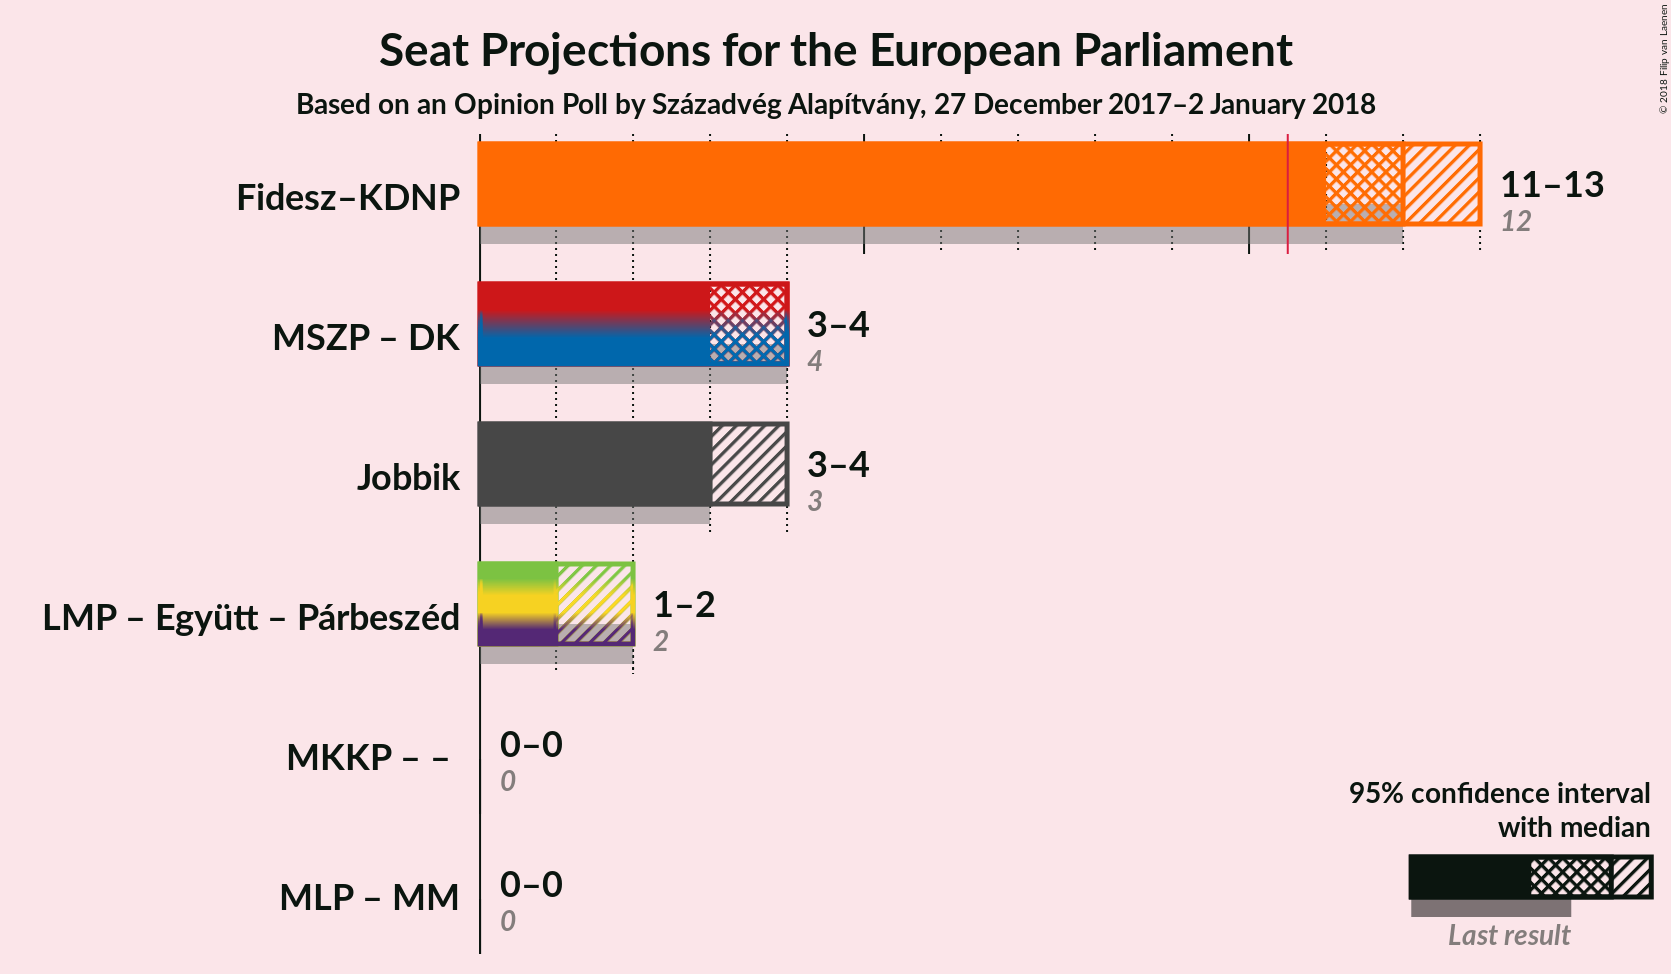 Seat Projections for the European Parliament
Based on an Opinion Poll by Századvég Alapítvány, 27 December 2017–2 January 2018
© 2018 Filip van Laenen
Fidesz–KDNP
11–13
12
MSZP – DK
3–4
4
Jobbik
3–4
3
LMP – Együtt – Párbeszéd
1–2
2
MKKP – –
0–0
0
MLP – MM
0–0
0
95% confidence interval
with median
Last result